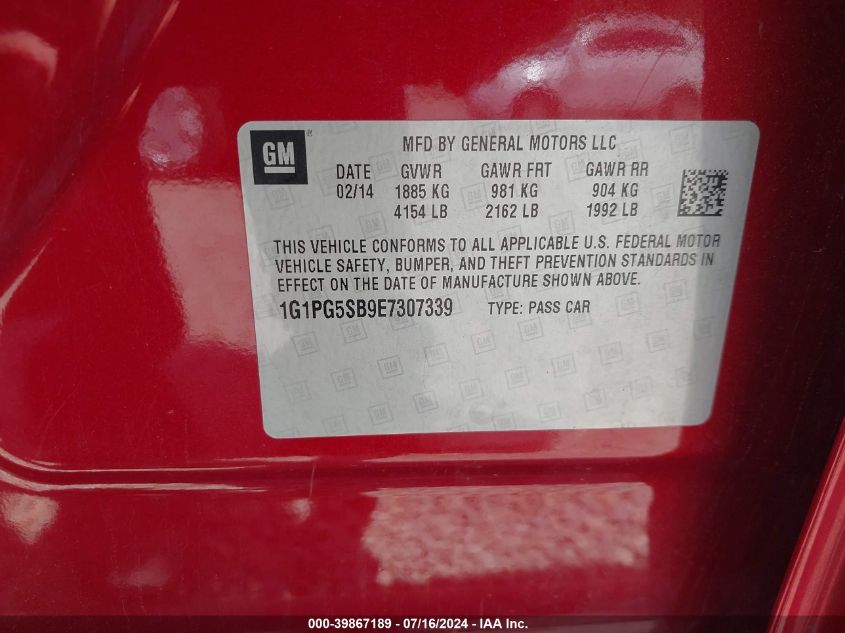 GM ® MFD BY GENERAL MOTORS LLC
DATE GVWR GAWR FRT GAWR RR
02/14 1885 KG 981 KG 904 KG
4154 LB 2162 LB 1992 LB
THIS VEHICLE CONFORMS TO ALL APPLICABLE U.S. FEDERAL MOTOR
VEHICLE SAFETY, BUMPER, AND THEFT PREVENTION STANDARDS IN
EFFECT ON THE DATE OF MANUFACTURE SHOWN ABOVE.
1G1PG5SB9E7307339 TYPE: PASS CAR
000-39867189 / 07/16/2024 / IAA Inc.